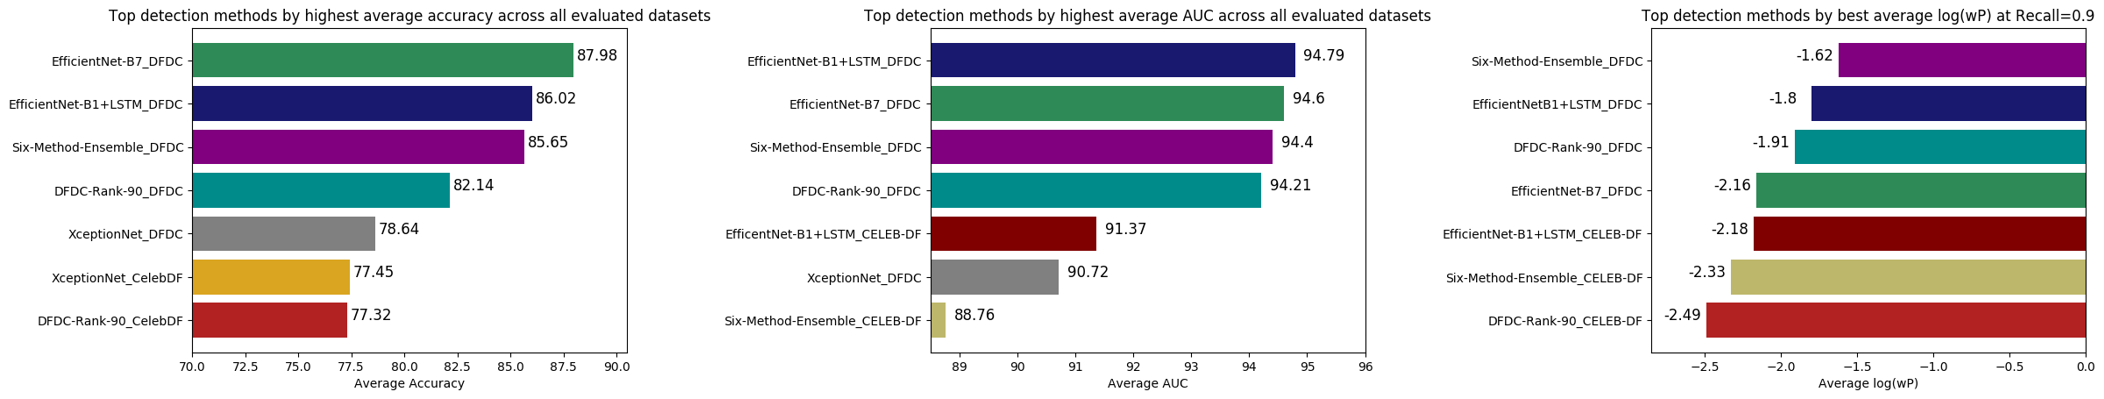 Top detection methods by highest average accuracy across all evaluated datasets
EfficientNet-B7_DFDC
87.98
EfficientNet-B1+LSTM_DFDC
86.02
Six-Method-Ensemble_DFDC
85.65
DFDC-Rank-90_DFDC
82.14
XceptionNet_DFDC
78.64
XceptionNet_CelebDF
77.45
DFDC-Rank-90_CelebDF
77.32
70.0 72.5 75.0 77.5 80.0 82.5 85.0 87.5 90.0
Average Accuracy
Top detection methods by highest average AUC across all evaluated datasets
EfficientNet-B1+LSTM_DFDC
94.79
EfficientNet-B7_DFDC
94.6
Six-Method-Ensemble_DFDC
94.4
DFDC-Rank-90_DFDC
94.21
EfficentNet-B1+LSTM_CELEB-DF
91.37
XceptionNet_DFDC
90.72
Six-Method-Ensemble_CELEB-DF
88.76
89 90 91 92 93 94 95 96
Average AUC
Top detection methods by best average log(wP) at Recall=0.9
Six-Method-Ensemble_DFDC
-1.62
EfficientNetB1+LSTM_DFDC
-1.8
DFDC-Rank-90_DFDC
-1.91
EfficientNet-B7_DFDC
-2.16
EfficientNet-B1+LSTM_CELEB-DF
-2.18
Six-Method-Ensemble_CELEB-DF
-2.33
DFDC-Rank-90_CELEB-DF
-2.49
−2.5 −2.0 −1.5 −1.0 −0.5 0.0
Average log(wP)